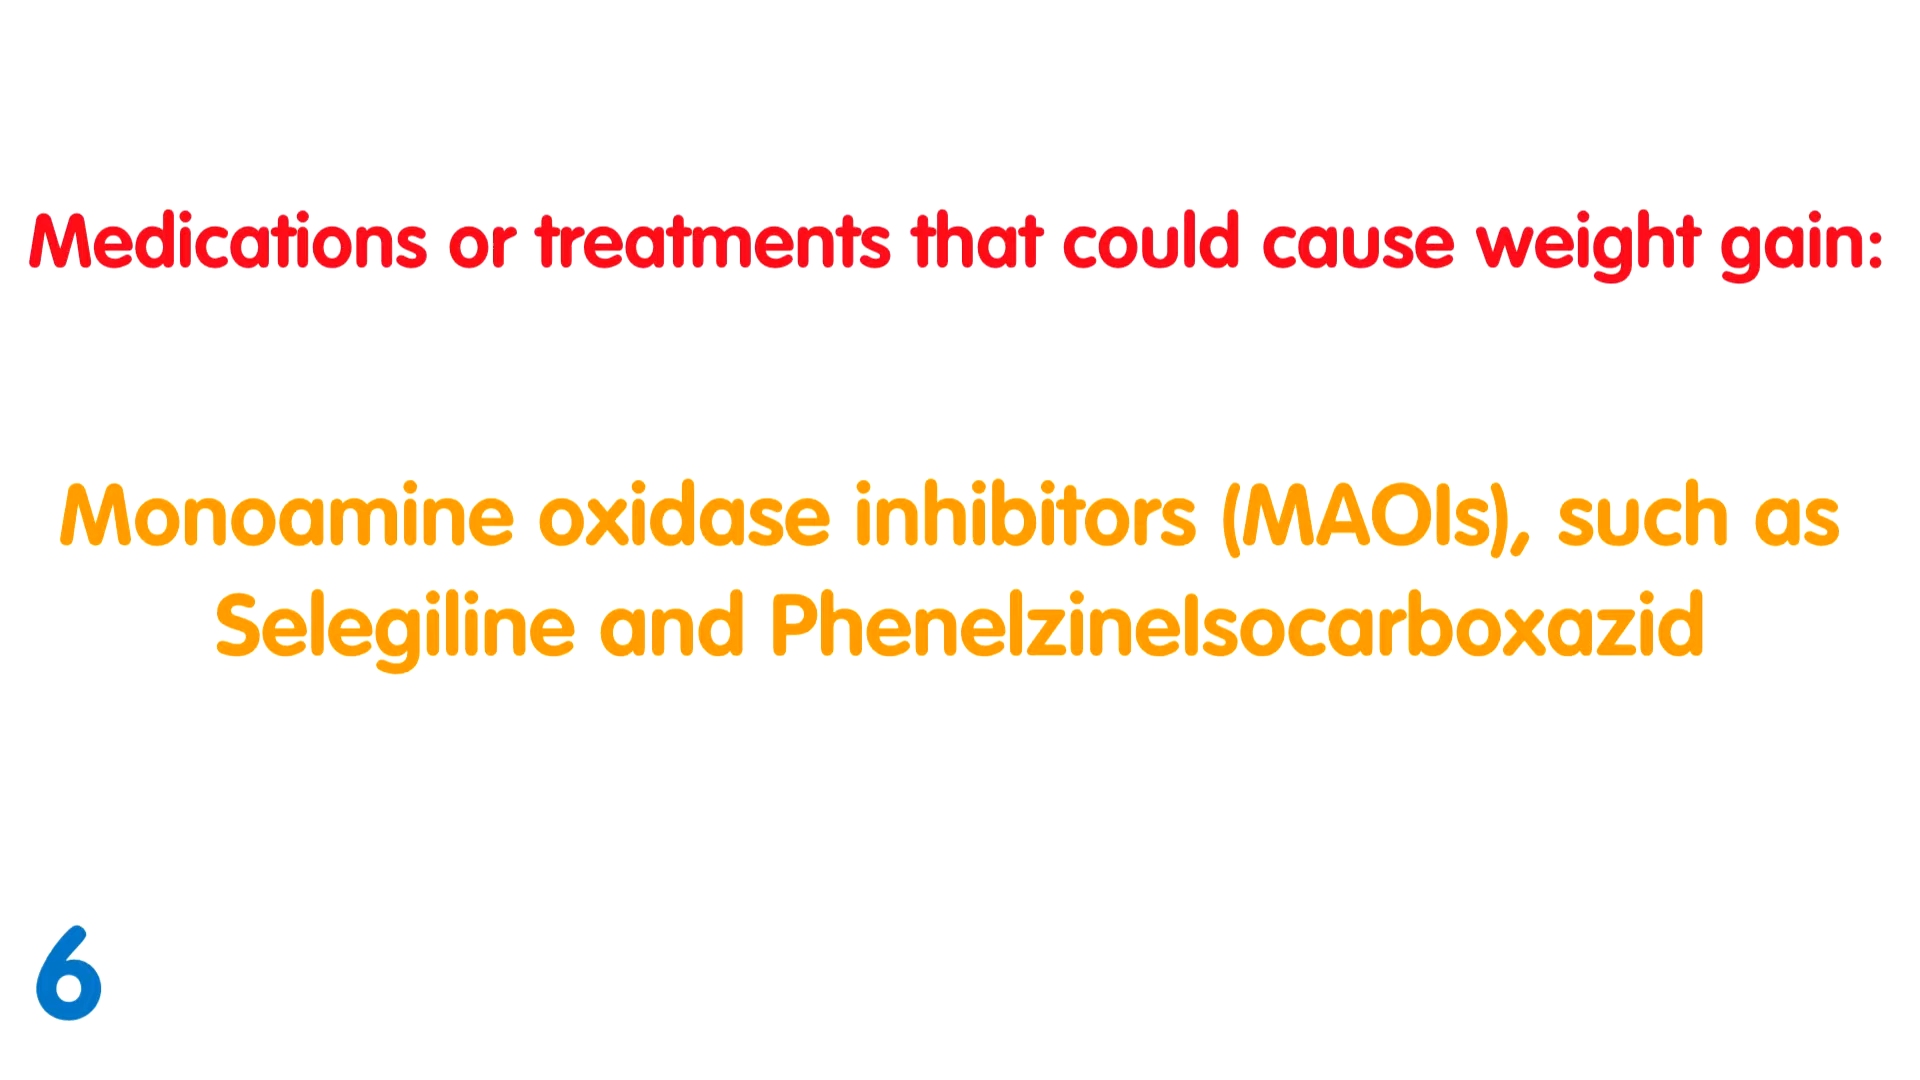 Medications or treatments that could cause weight gain:
Monoamine oxidase inhibitors (MAOIs), such as
Selegiline and PhenelzineIsocarboxazid
6